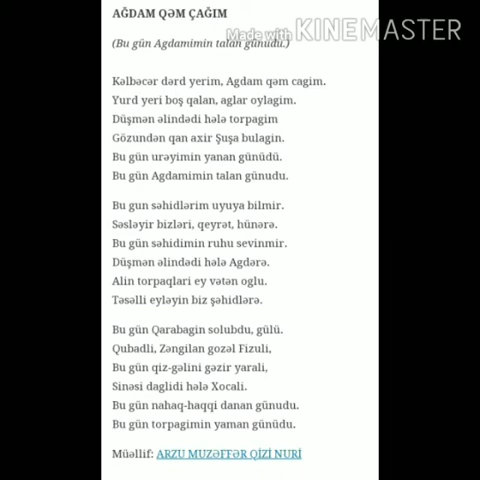 AĞDAM QƏM ÇAĞIM
Made with KINEMASTER
(Bu gün Agdamimin talan günudu.)
Kəlbəcər dərd yerim, Agdam qəm cagim.
Yurd yeri boş qalan, aglar oylagim.
Düşmən əlindədi hələ torpagim
Gözundən qan axir Şuşa bulagin.
Bu gün urəyimin yanan günüdü.
Bu gün Agdamimin talan günudu.
Bu gun səhidlərim uyuya bilmir.
Səsləyir bizləri, qeyrət, hünərə.
Bu gün səhidimin ruhu sevinmir.
Düşmən əlindədi hələ Agdərə.
Alin torpaqlari ey vətən oglu.
Təsəlli eyləyin biz şəhidlərə.
Bu gün Qarabagin solubdu, gülü.
Qubadli, Zəngilan gozəl Fizuli,
Bu gün qiz-gəlini gəzir yarali,
Sinəsi daglidi hələ Xocali.
Bu gün nahaq-haqqi danan günudu.
Bu gün torpagimin yaman günüdu.
Müəllif: ARZU MUZƏFFƏR QİZİ NURİ